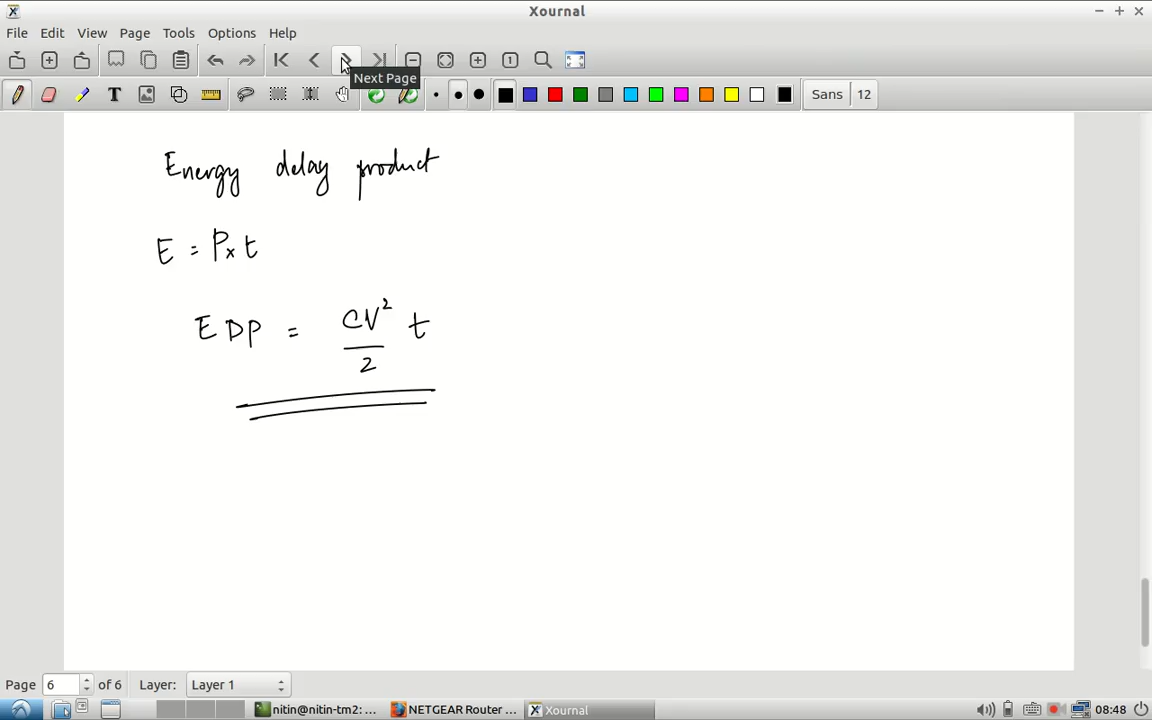 Xournal
File Edit View Page Tools Options Help
Next Page
Sans 12
Energy delay product
E = P x t
EDP = CV²/2 t
Page 6 of 6 Layer: Layer 1
nitin@nitin-tm2: ... NETGEAR Router ... Xournal 08:48